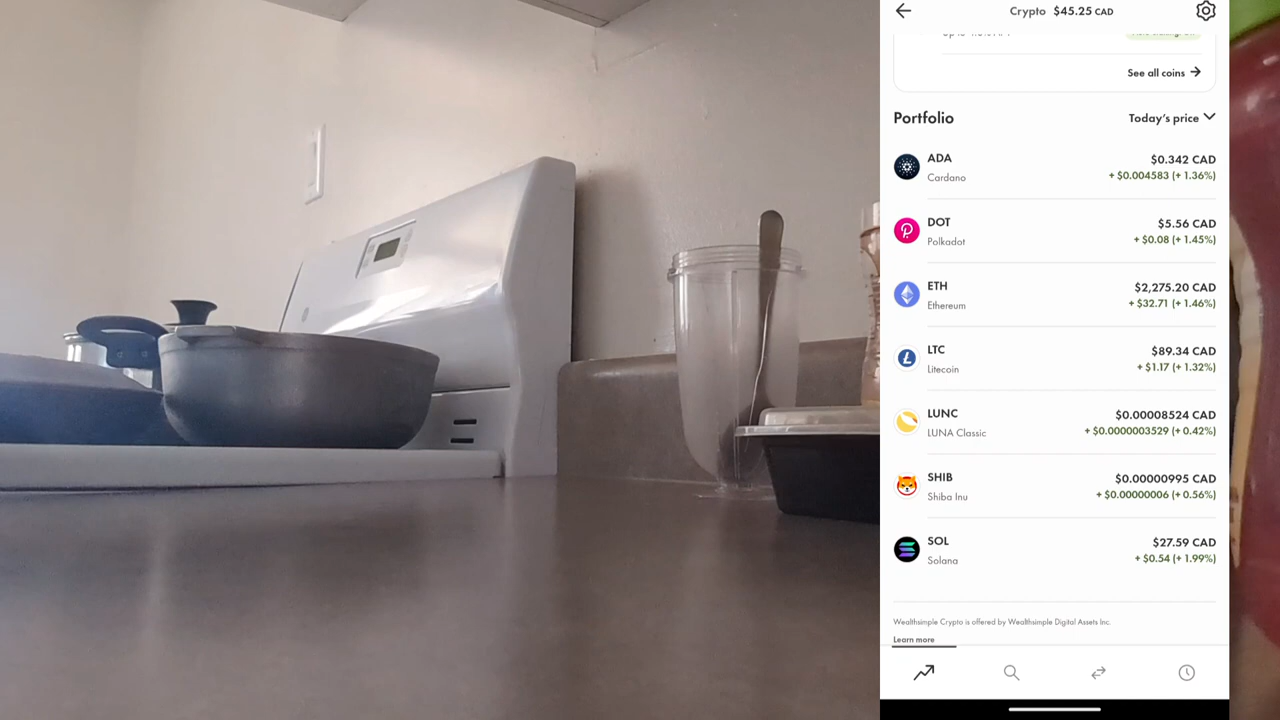 Crypto $45.25 CAD
See all coins →
Portfolio
Today's price
ADA
$0.342 CAD
Cardano
+ $0.004583 (+ 1.36%)
DOT
$5.56 CAD
Polkadot
+ $0.08 (+ 1.45%)
ETH
$2,275.20 CAD
Ethereum
+ $32.71 (+ 1.46%)
LTC
$89.34 CAD
Litecoin
+ $1.17 (+ 1.32%)
LUNC
$0.00008524 CAD
LUNA Classic
+ $0.0000003529 (+ 0.42%)
SHIB
$0.00000995 CAD
Shiba Inu
+ $0.00000006 (+ 0.56%)
SOL
$27.59 CAD
Solana
+ $0.54 (+ 1.99%)
Wealthsimple Crypto is offered by Wealthsimple Digital Assets Inc.
Learn more